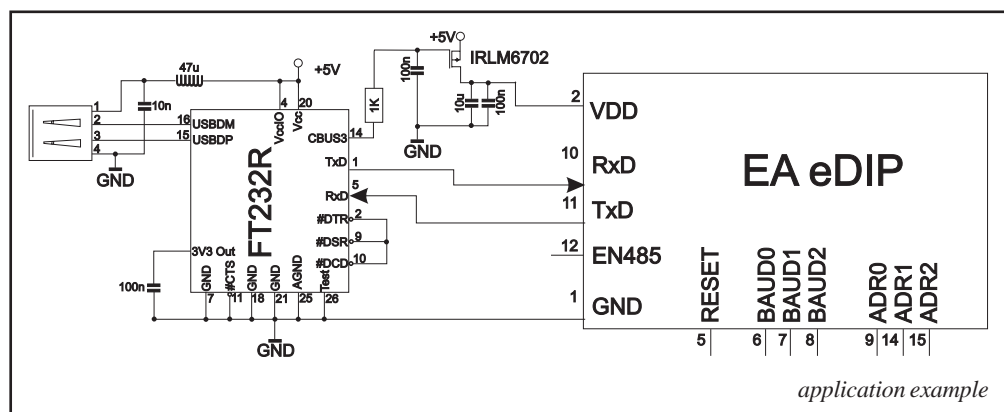 +5V
IRLM6702
100n
1K
10u
100n
GND
47u
+5V
10n
1
2
3
4
GND
16 USBDM
15 USBDP
4
VccIO
20
Vcc
CBUS3
14
TxD
1
RxD
5
#DTR
2
#DSR
9
#DCD
10
FT232R
3V3 Out
100n
GND
7
#CTS
11
GND
18
GND
21
AGND
25
Test
26
GND
EA eDIP
2
VDD
10
RxD
11
TxD
12
EN485
1
GND
RESET
5
BAUD0
6
BAUD1
7
BAUD2
8
ADR0
9
ADR1
14
ADR2
15
application example